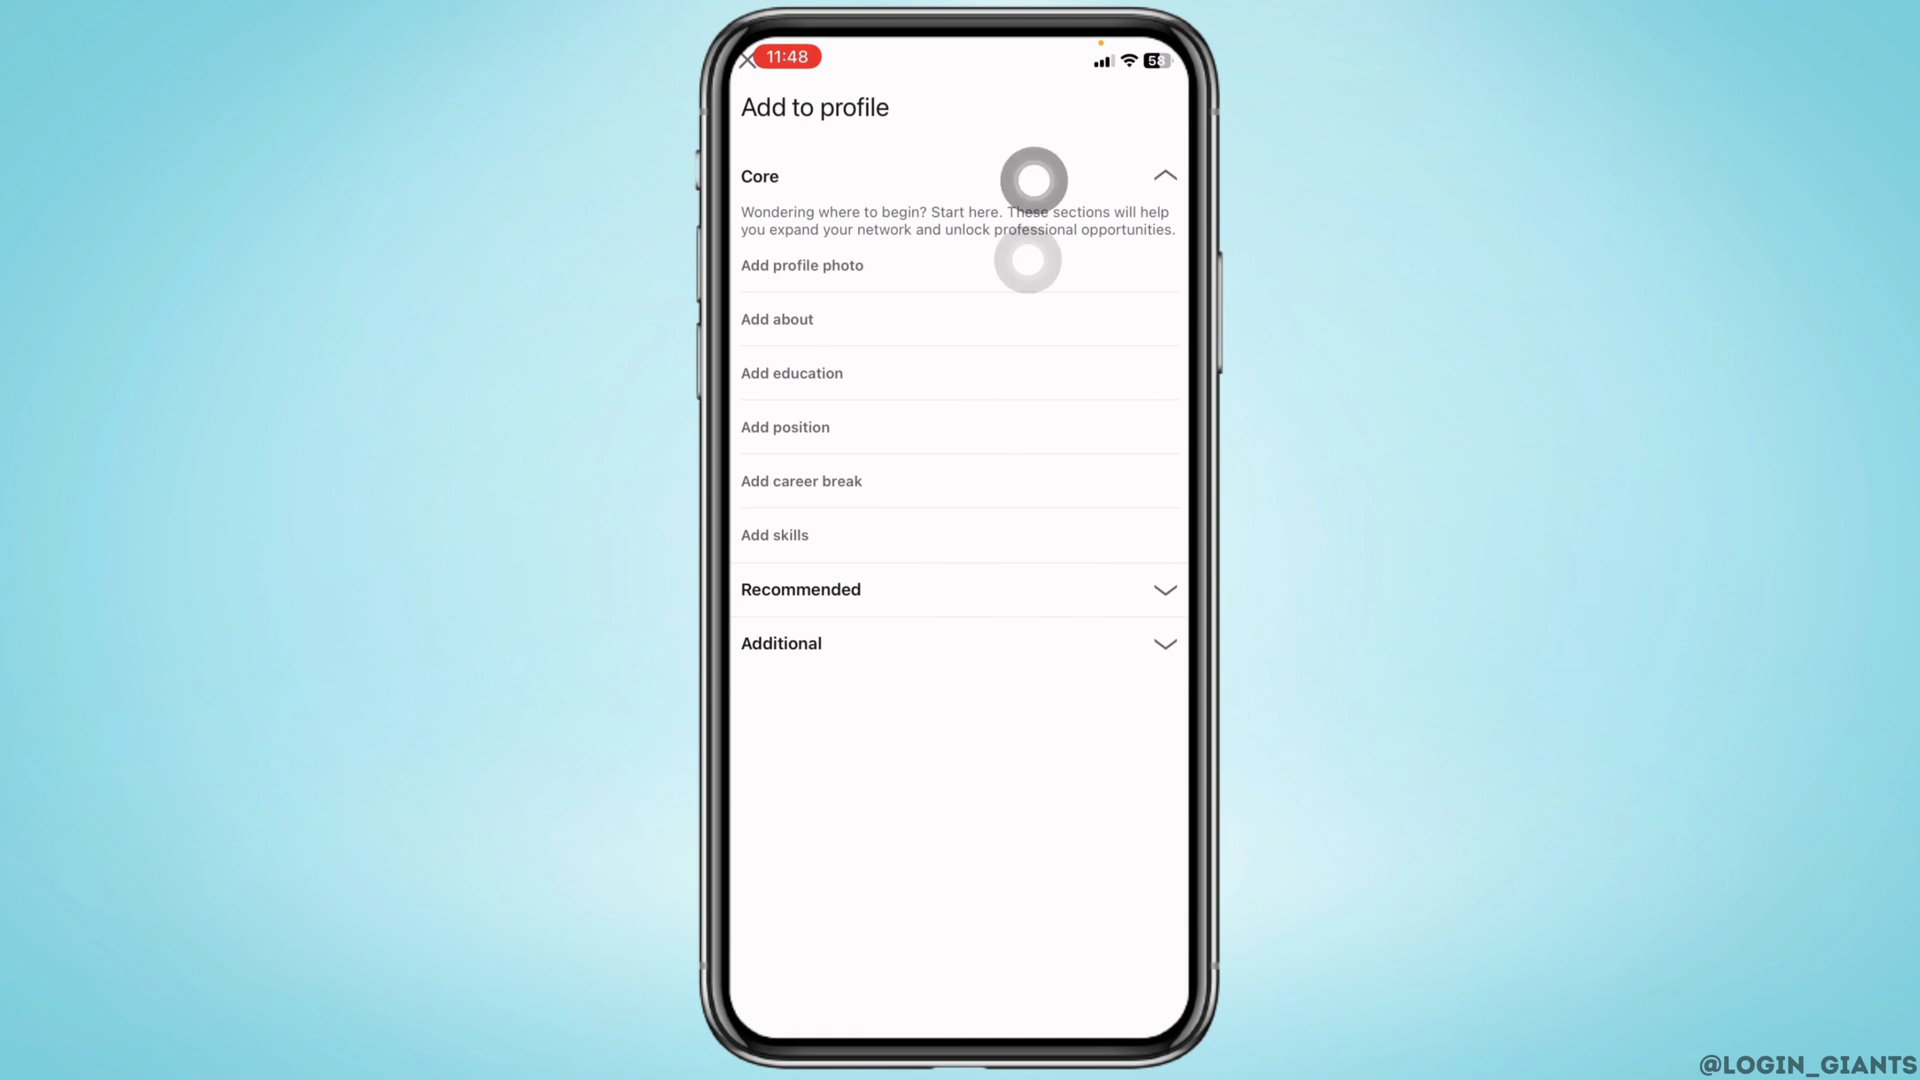 11:48
58
Add to profile
Core
Wondering where to begin? Start here. These sections will help
you expand your network and unlock professional opportunities.
Add profile photo
Add about
Add education
Add position
Add career break
Add skills
Recommended
Additional
@LOGIN_GIANTS